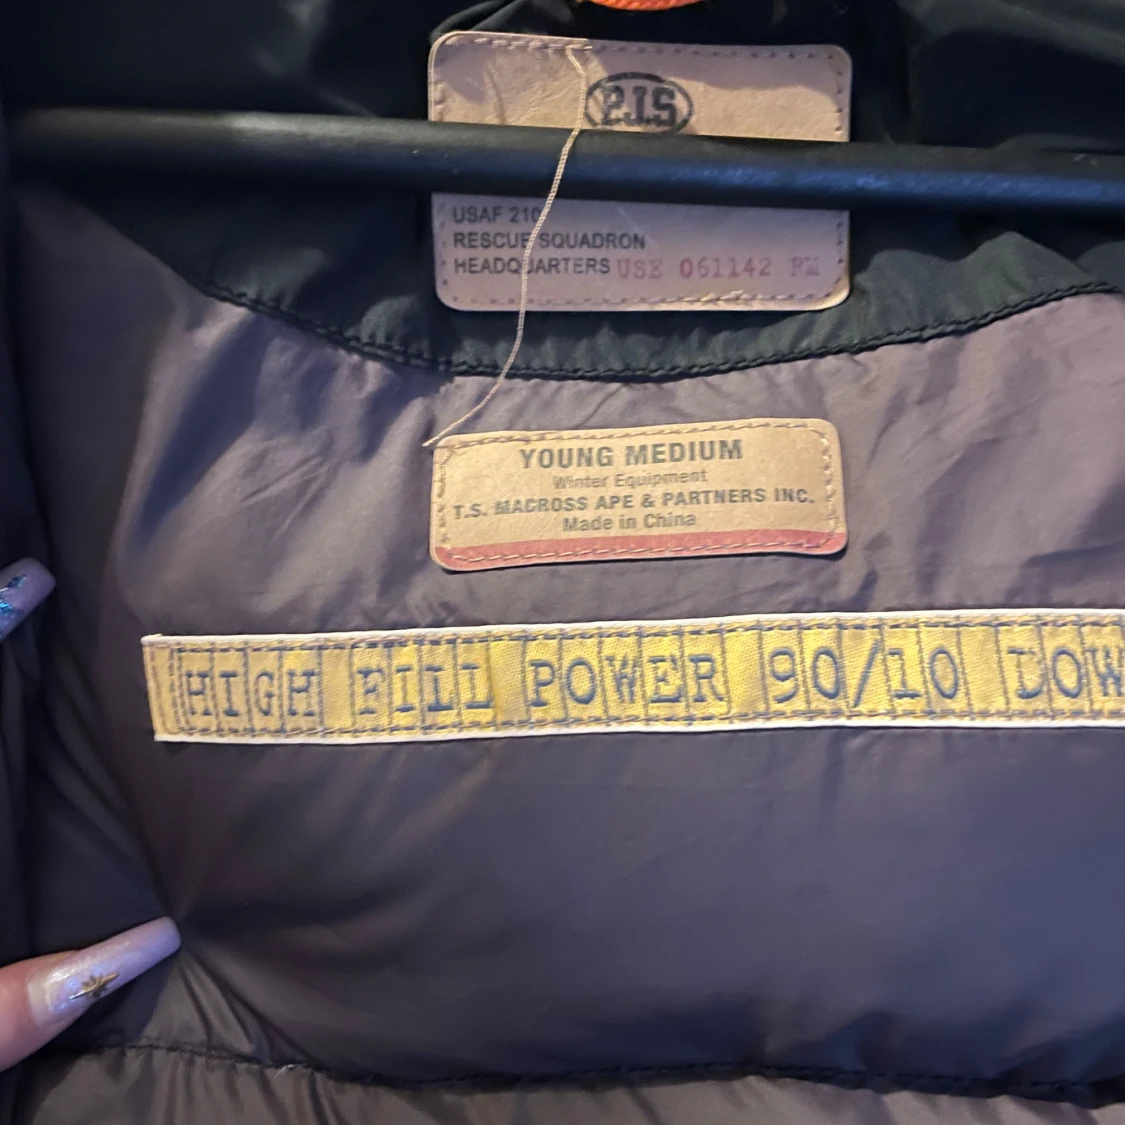 P.J.S
USAF 210
RESCUE SQUADRON
HEADQUARTERS USE 061142 PM
YOUNG MEDIUM
Winter Equipment
T.S. MACROSS APE & PARTNERS INC.
Made in China
HIGH FILL POWER 90/10 DOW